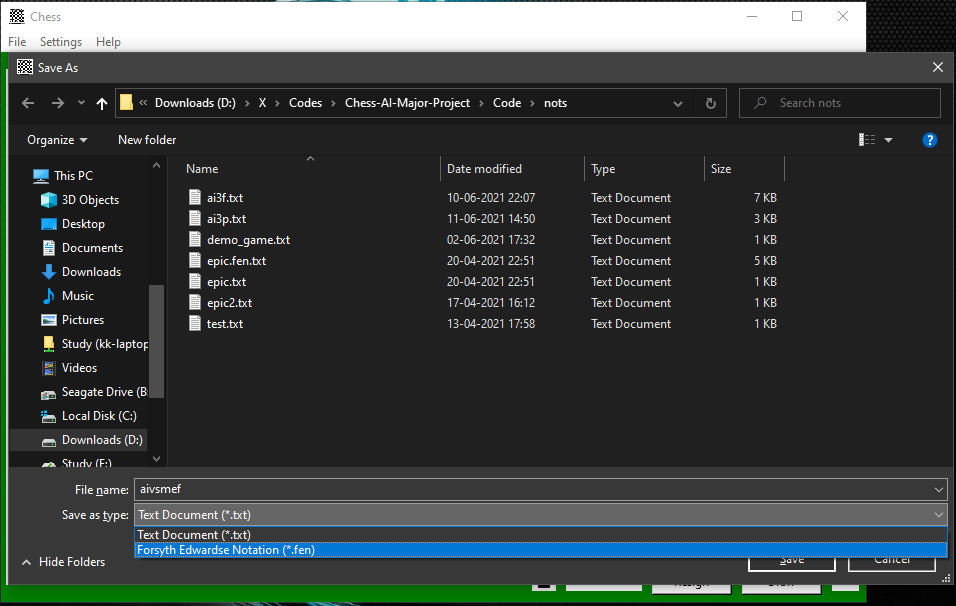 Chess
File Settings Help
Save As
« Downloads (D:) › X › Codes › Chess-AI-Major-Project › Code › nots
Search nots
Organize New folder
This PC
3D Objects
Desktop
Documents
Downloads
Music
Pictures
Study (kk-laptop
Videos
Seagate Drive (B:
Local Disk (C:)
Downloads (D:)
Study (F:)
Name Date modified Type Size
ai3f.txt 10-06-2021 22:07 Text Document 7 KB
ai3p.txt 11-06-2021 14:50 Text Document 3 KB
demo_game.txt 02-06-2021 17:32 Text Document 1 KB
epic.fen.txt 20-04-2021 22:51 Text Document 5 KB
epic.txt 20-04-2021 22:51 Text Document 1 KB
epic2.txt 17-04-2021 16:12 Text Document 1 KB
test.txt 13-04-2021 17:58 Text Document 1 KB
File name: aivsmef
Save as type: Text Document (*.txt)
Text Document (*.txt)
Forsyth Edwardse Notation (*.fen)
Hide Folders
Save Cancel